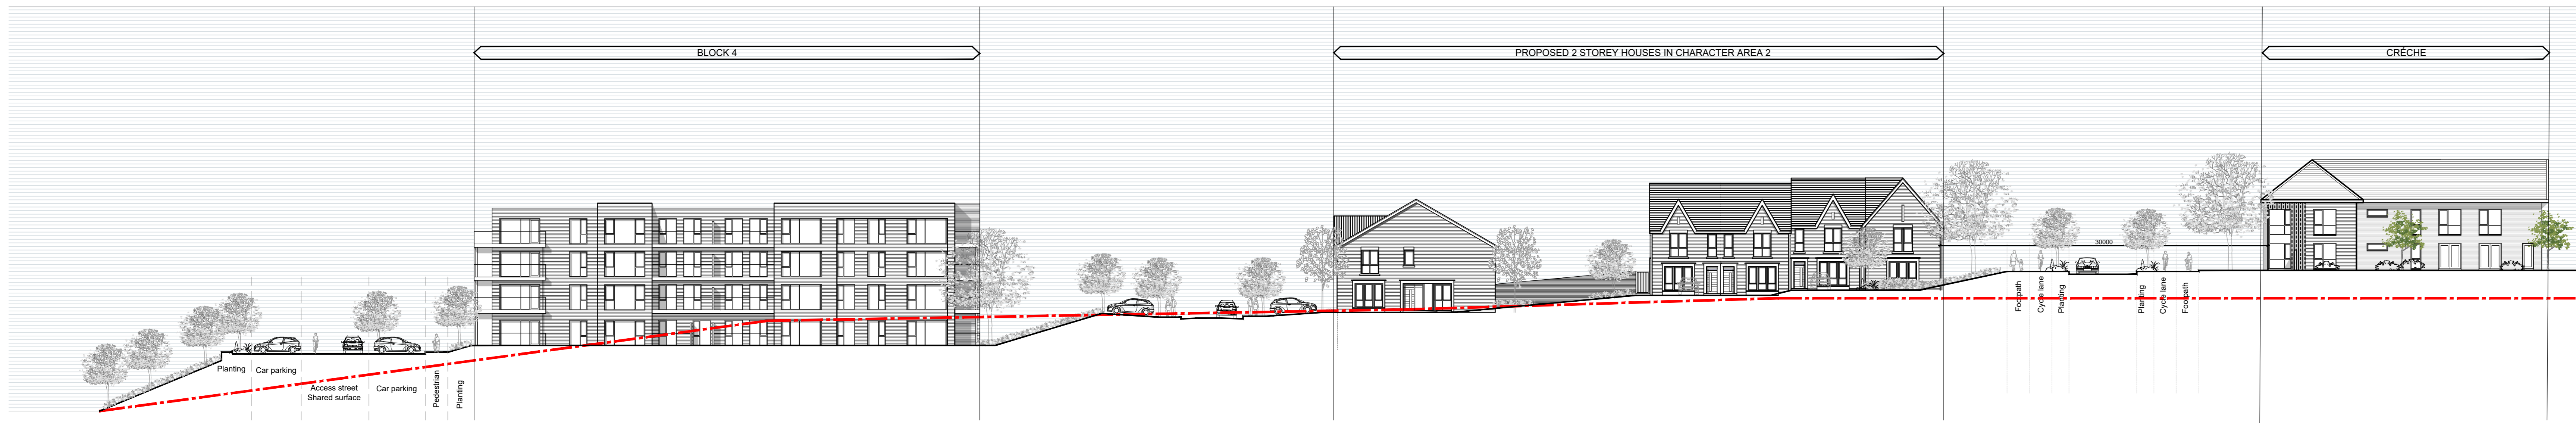 BLOCK 4
PROPOSED 2 STOREY HOUSES IN CHARACTER AREA 2
CRÉCHE
30000
Planting
Car parking
Access street
Shared surface
Car parking
Pedestrian
Planting
Footpath
Cycle lane
Planting
Planting
Cycle lane
Footpath